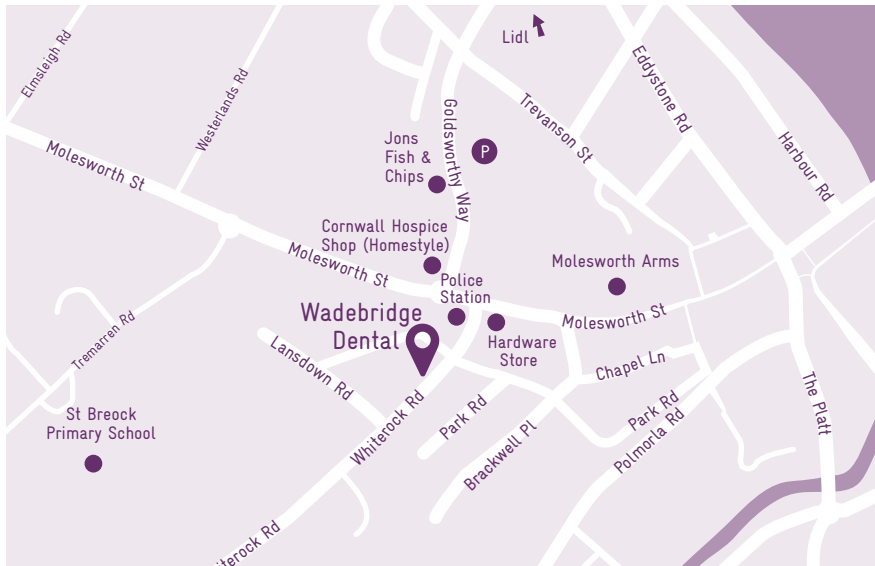 Lidl
Elmsleigh Rd
Westerlands Rd
Molesworth St
Goldsworthy Way
Trevanson St
Eddystone Rd
Harbour Rd
Jons
Fish &
Chips
P
Cornwall Hospice
Shop (Homestyle)
Molesworth St
Police
Station
Molesworth Arms
Molesworth St
Wadebridge
Dental
Hardware
Store
Tremarren Rd
Lansdown Rd
Chapel Ln
St Breock
Primary School
Whiterock Rd
Park Rd
Brackwell Pl
Park Rd
Polmorla Rd
The Platt
iterock Rd